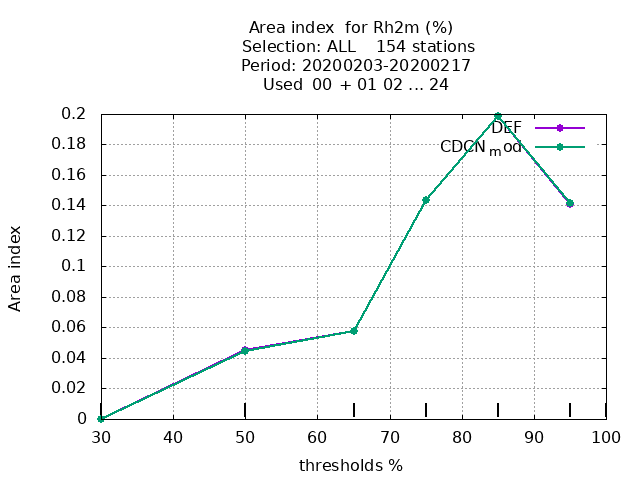 Area index  for Rh2m (%)
Selection: ALL    154 stations
Period: 20200203-20200217
Used  00 + 01 02 ... 24
DEF
CDCN_mod
0.2
0.18
0.16
0.14
0.12
0.1
0.08
0.06
0.04
0.02
0
Area index
30 40 50 60 70 80 90 100
thresholds %